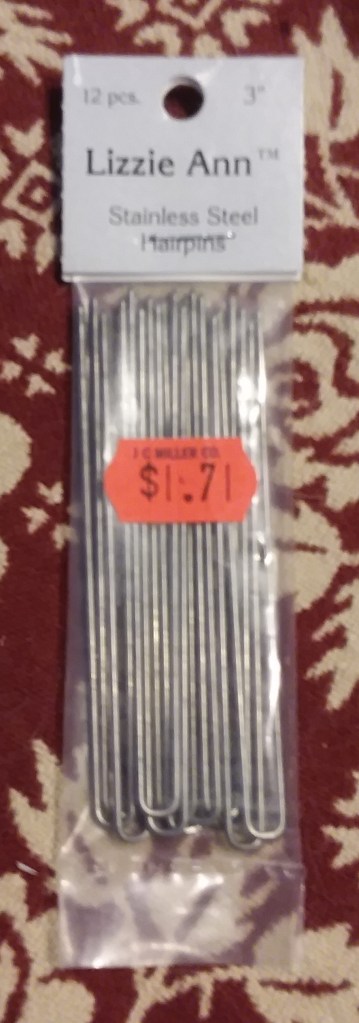 12 pcs. 3"
Lizzie Ann™
Stainless Steel
Hairpins
J C MILLER CO.
$1.71